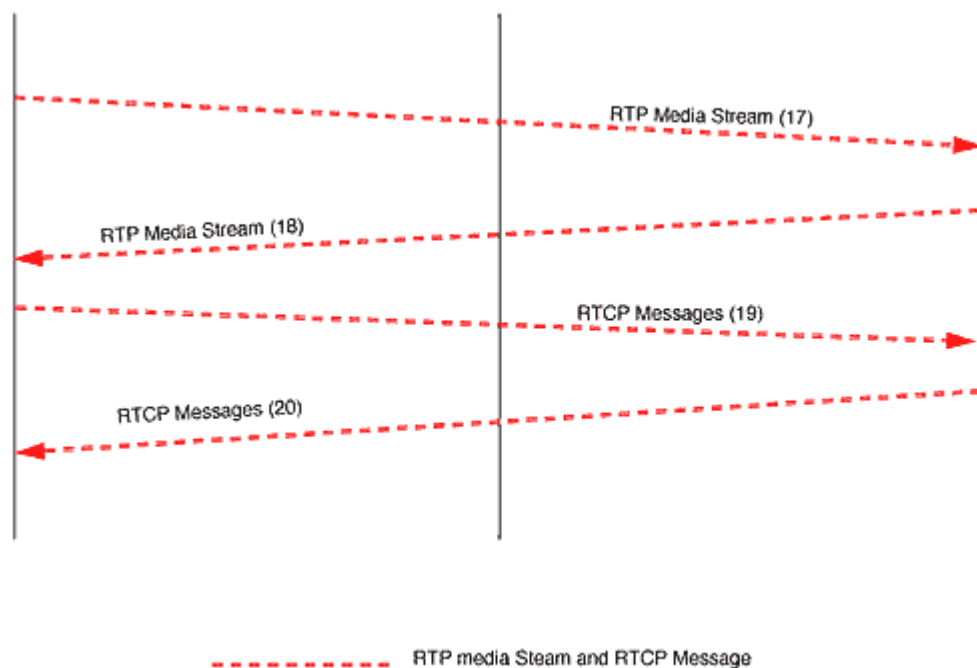 RTP Media Stream (17)
RTP Media Stream (18)
RTCP Messages (19)
RTCP Messages (20)
RTP media Steam and RTCP Message